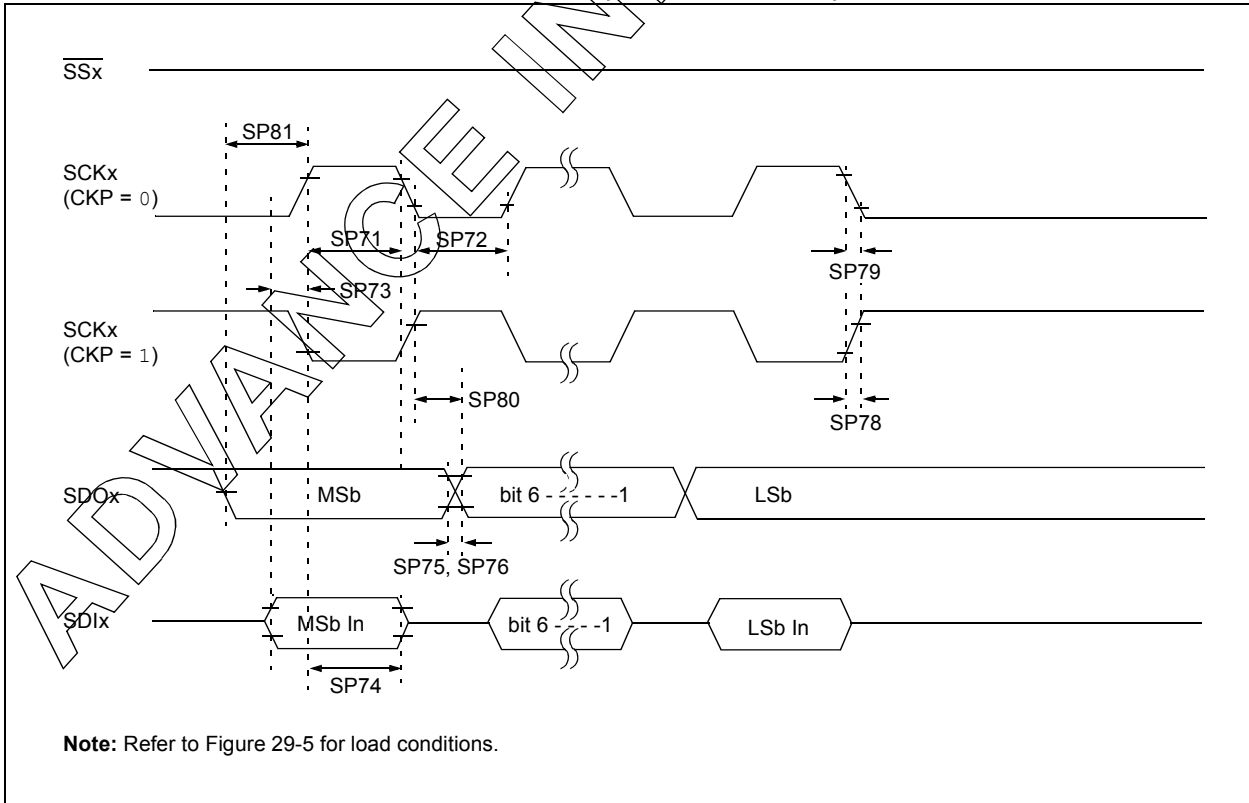 SSx
SP81
SCKx
(CKP = 0)
SP71
SP72
SP79
SP73
SCKx
(CKP = 1)
SP80
SP78
SDOx
MSb
bit 6 - - - - - -1
LSb
SP75, SP76
SDIx
MSb In
bit 6 - - - -1
LSb In
SP74
Note: Refer to Figure 29-5 for load conditions.
ADVANCE